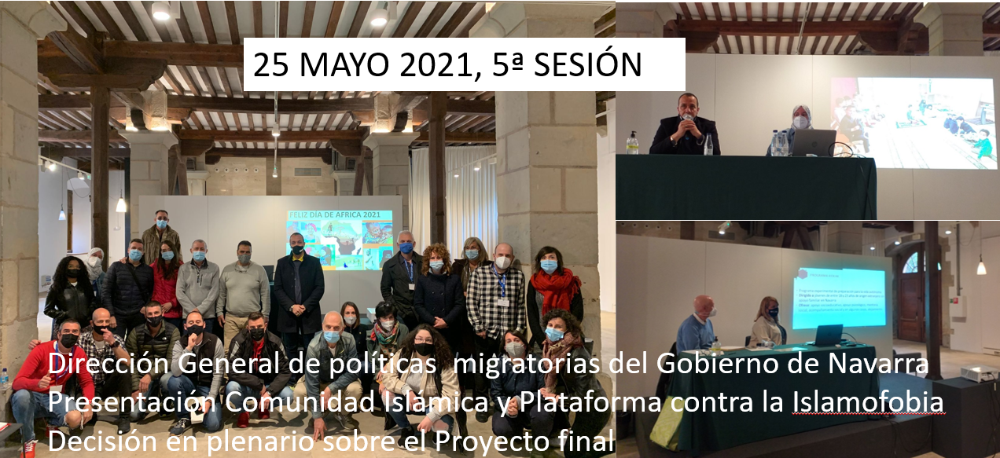 25 MAYO 2021, 5ª SESIÓN
FELIZ DÍA DE AFRICA 2021
Dirección General de políticas  migratorias del Gobierno de Navarra
Presentación Comunidad Islámica y Plataforma contra la Islamofobia
Decisión en plenario sobre el Proyecto final